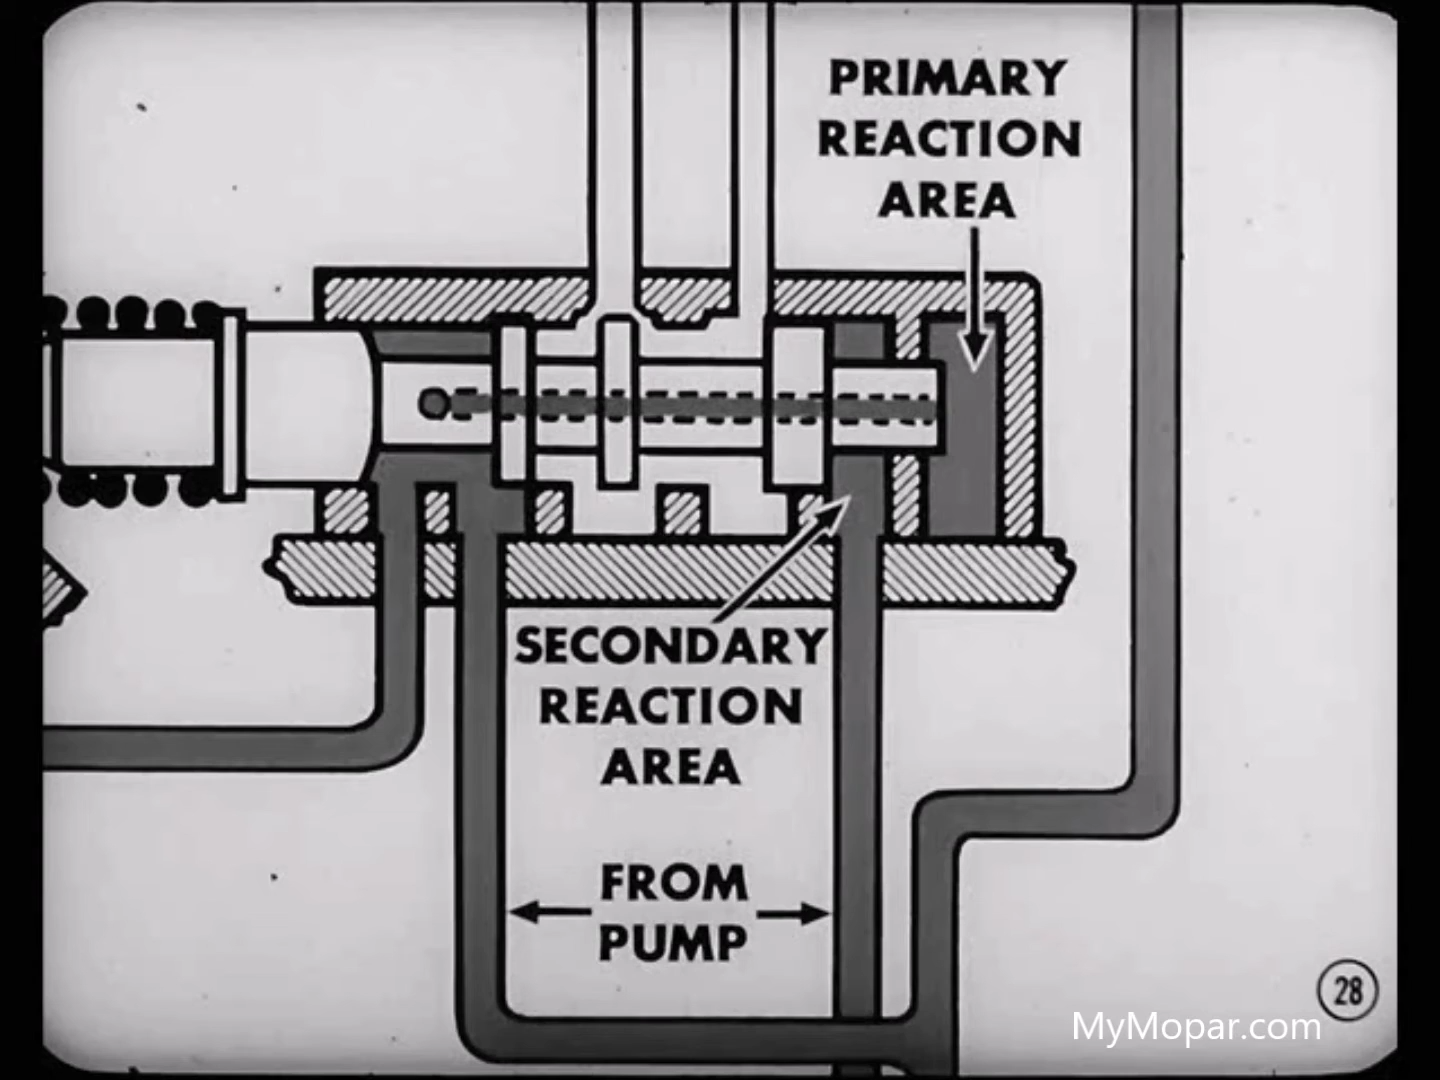 PRIMARY
REACTION
AREA
SECONDARY
REACTION
AREA
FROM
PUMP
28
MyMopar.com